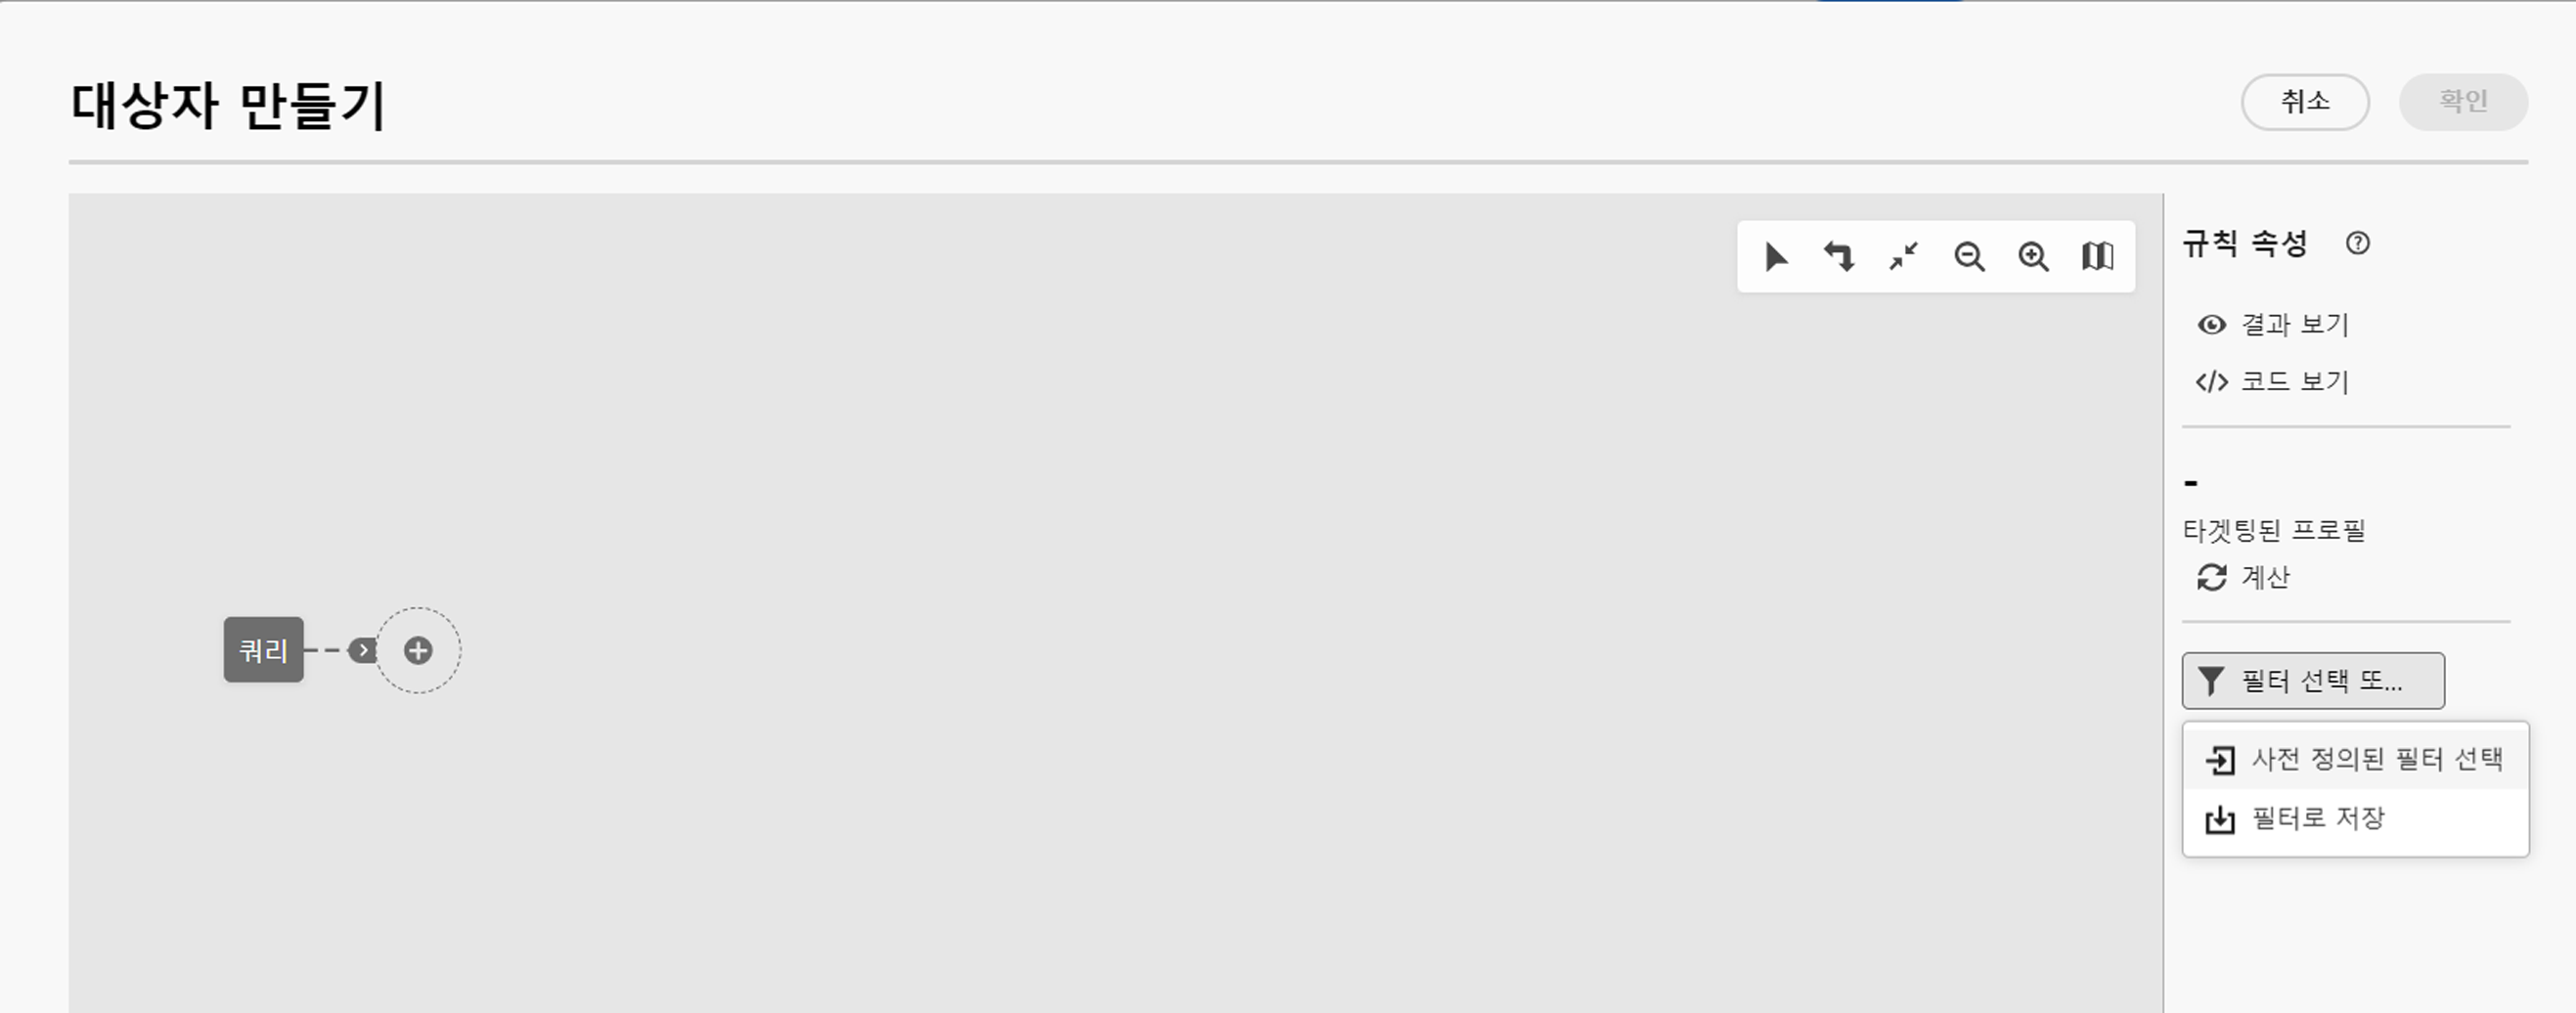 대상자 만들기
취소
확인
규칙 속성
결과 보기
코드 보기
-
타겟팅된 프로필
계산
쿼리
필터 선택 또...
사전 정의된 필터 선택
필터로 저장